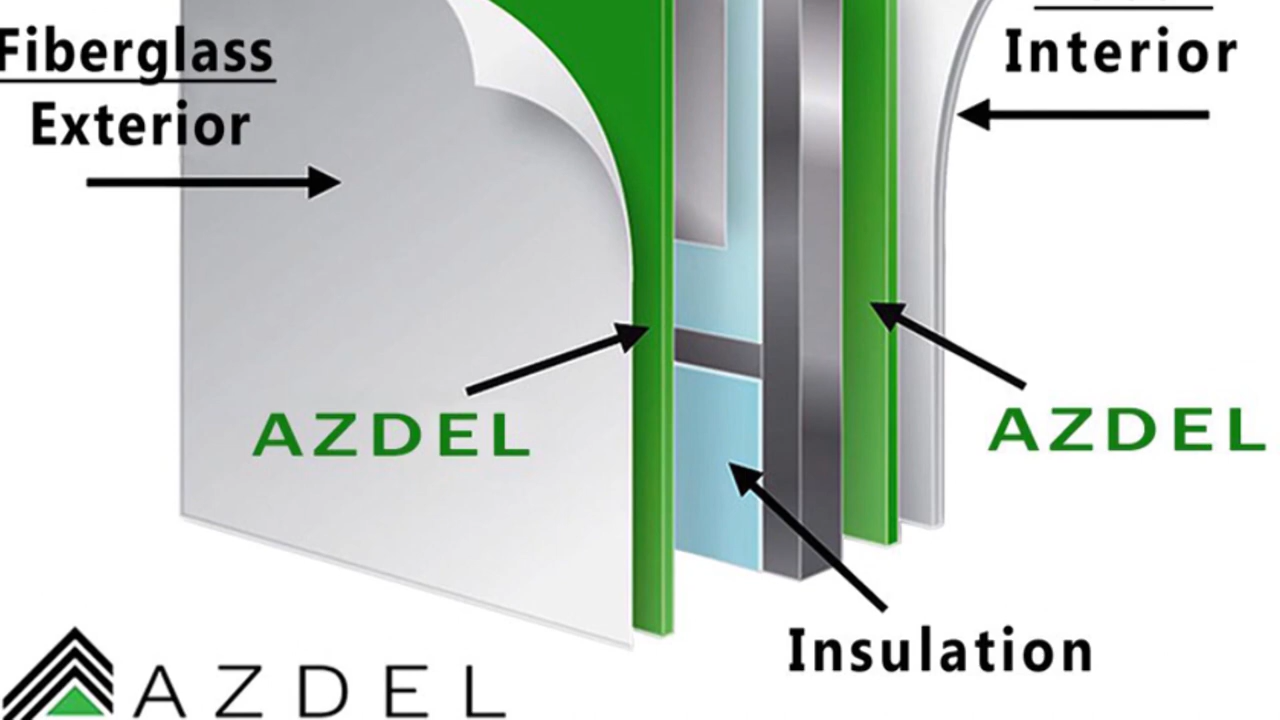 Fiberglass
Exterior
Interior
AZDEL
AZDEL
Insulation
AZDEL